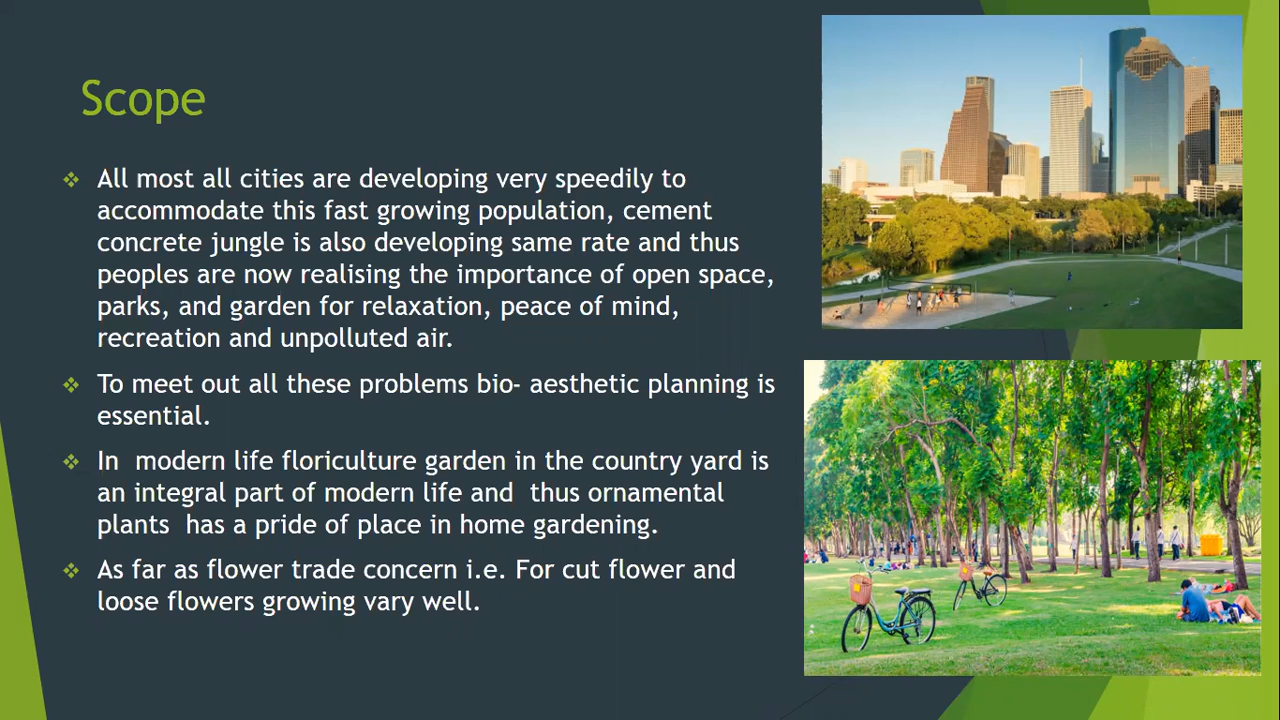 Scope
All most all cities are developing very speedily to
accommodate this fast growing population, cement
concrete jungle is also developing same rate and thus
peoples are now realising the importance of open space,
parks, and garden for relaxation, peace of mind,
recreation and unpolluted air.
To meet out all these problems bio- aesthetic planning is
essential.
In modern life floriculture garden in the country yard is
an integral part of modern life and thus ornamental
plants has a pride of place in home gardening.
As far as flower trade concern i.e. For cut flower and
loose flowers growing vary well.